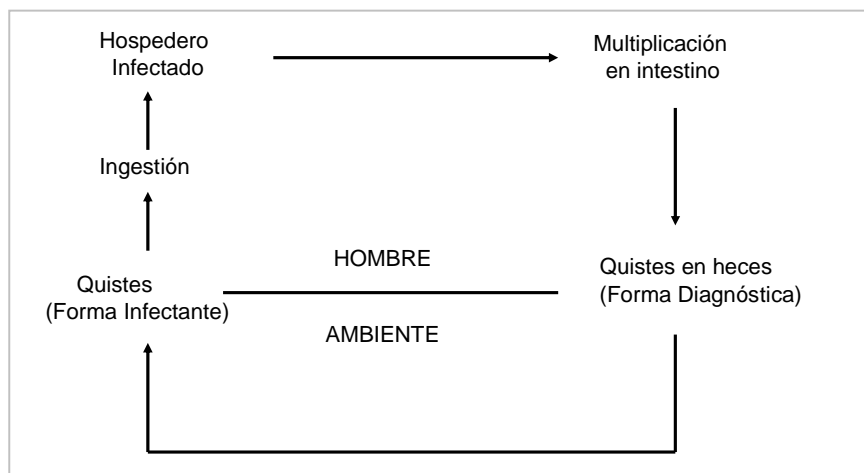 Hospedero
Infectado
Multiplicación
en intestino
Ingestión
HOMBRE
Quistes
(Forma Infectante)
Quistes en heces
(Forma Diagnóstica)
AMBIENTE